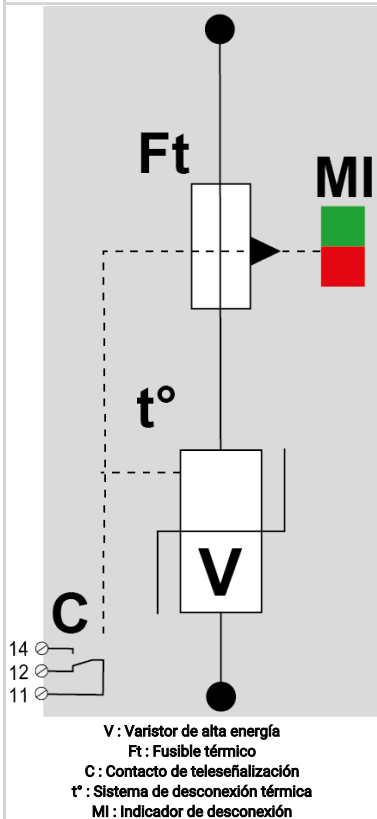 Ft
MI
t°
V
C
14
12
11
V : Varistor de alta energía
Ft : Fusible térmico
C : Contacto de teleseñalización
t° : Sistema de desconexión térmica
MI : Indicador de desconexión